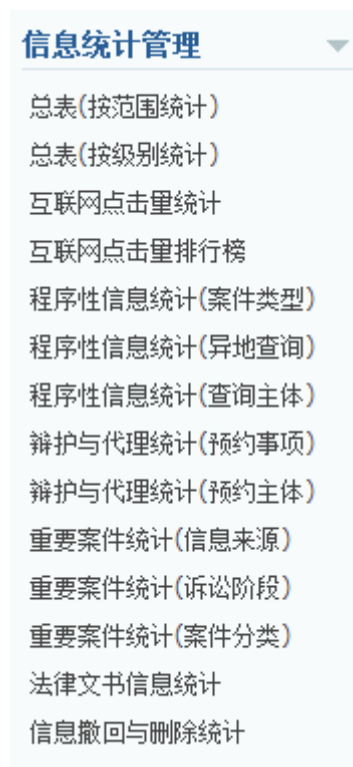 信息统计管理
总表(按范围统计)
总表(按级别统计)
互联网点击量统计
互联网点击量排行榜
程序性信息统计(案件类型)
程序性信息统计(异地查询)
程序性信息统计(查询主体)
辩护与代理统计(预约事项)
辩护与代理统计(预约主体)
重要案件统计(信息来源)
重要案件统计(诉讼阶段)
重要案件统计(案件分类)
法律文书信息统计
信息撤回与删除统计